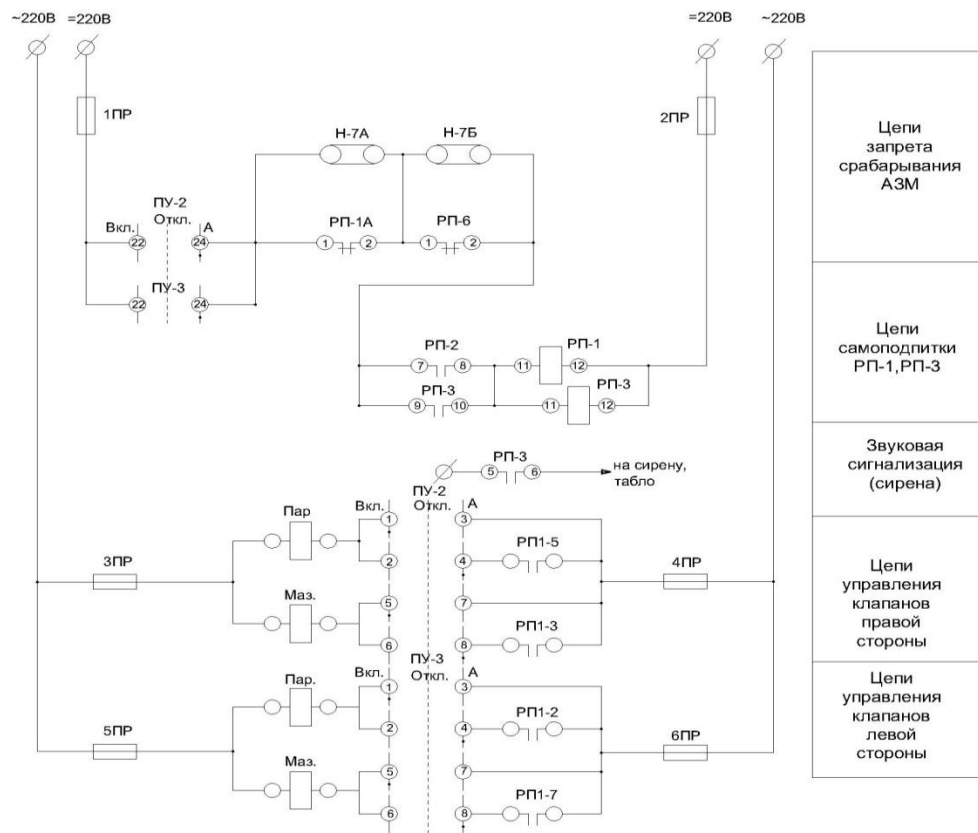 ~220В =220В =220В ~220В
1ПР
2ПР
Н-7А Н-7Б
Цепи
запрета
срабарывания
АЗМ
ПУ-2
Вкл. Откл. А
РП-1А РП-6
22 24 1 2 1 2
ПУ-3
22 24
РП-2 РП-1
7 8 11 12
РП-3 РП-3
9 10 11 12
Цепи
самоподпитки
РП-1,РП-3
РП-3
5 6
на сирену,
табло
Звуковая
сигнализация
(сирена)
ПУ-2
Вкл. Откл. А
Пар
1 3
РП1-5
2 4
3ПР 4ПР
Маз.
5 7
РП1-3
6 8
Цепи
управления
клапанов
правой
стороны
ПУ-3
Вкл. Откл. А
Пар.
1 3
РП1-2
2 4
5ПР 6ПР
Маз.
5 7
РП1-7
6 8
Цепи
управления
клапанов
левой
стороны